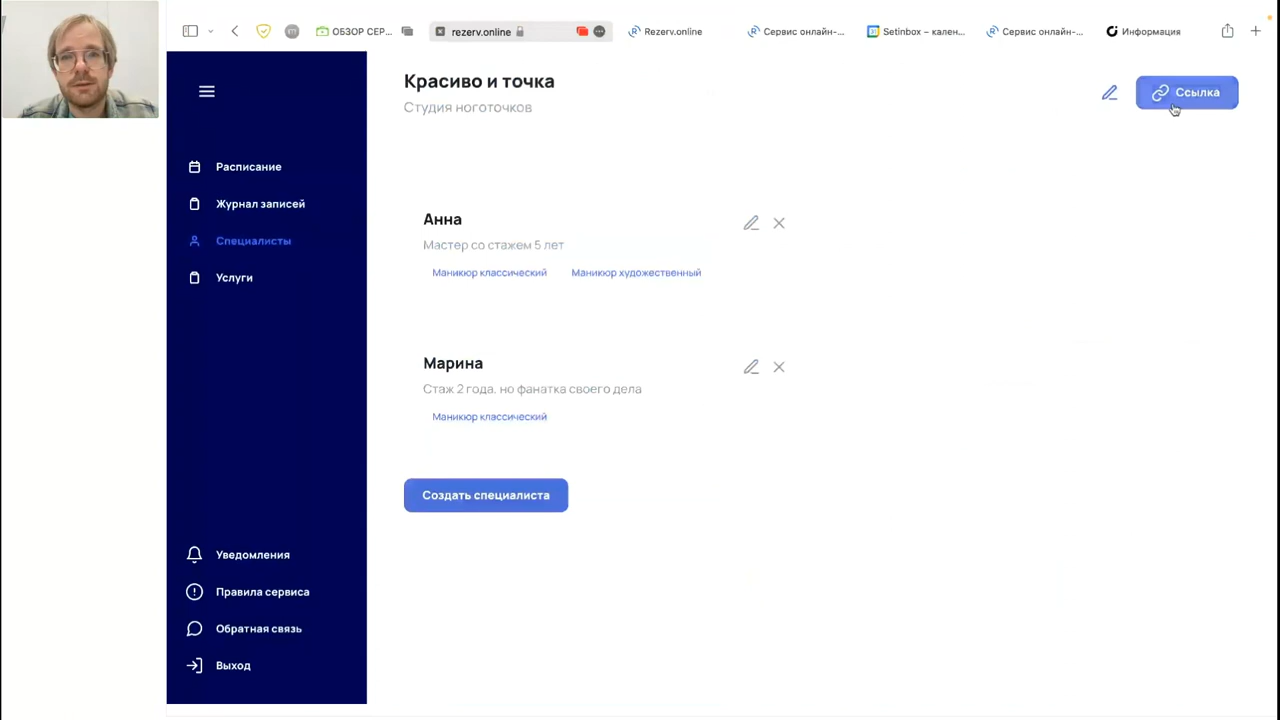 ОБЗОР СЕР...
rezerv.online
Rezerv.online
Сервис онлайн-...
31
Setinbox – кален...
Сервис онлайн-...
Информация
Красиво и точка
Студия ноготочков
Ссылка
Расписание
Журнал записей
Специалисты
Услуги
Анна
Мастер со стажем 5 лет
Маникюр классический
Маникюр художественный
Марина
Стаж 2 года. но фанатка своего дела
Маникюр классический
Создать специалиста
Уведомления
Правила сервиса
Обратная связь
Выход